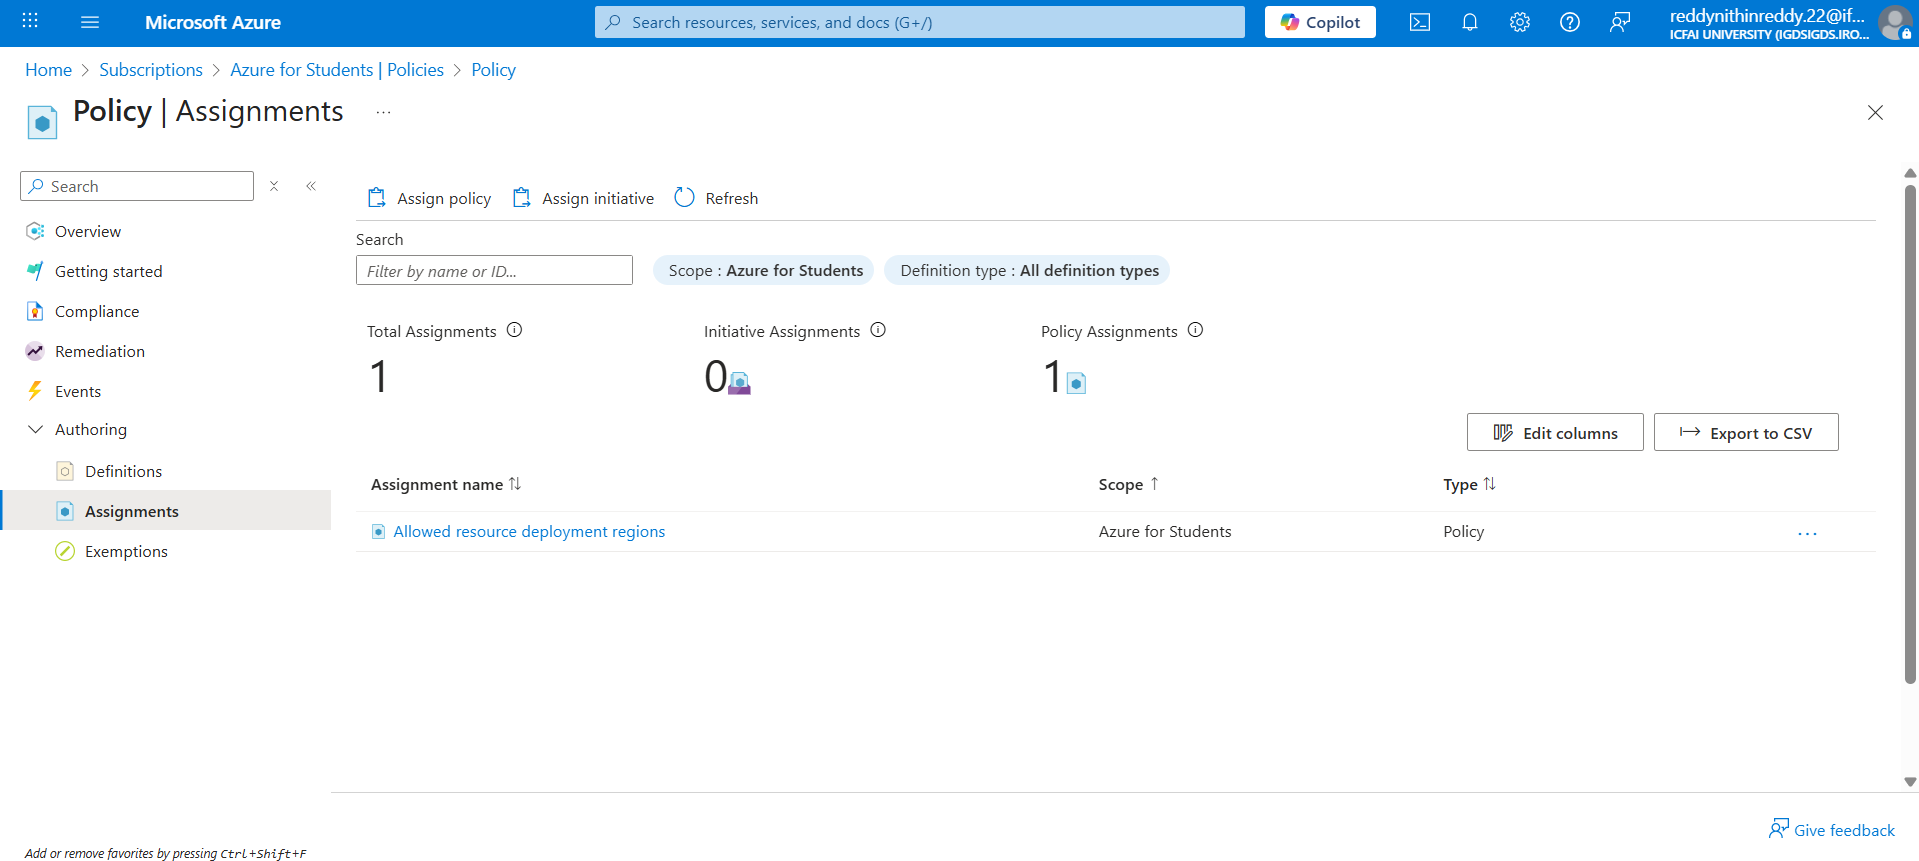 Microsoft Azure
Search resources, services, and docs (G+/)
Copilot
reddynithinreddy.22@if...
ICFAI UNIVERSITY (IGDSIGDS.IRO...
Home > Subscriptions > Azure for Students | Policies > Policy
Policy | Assignments ...
Search
Overview
Getting started
Compliance
Remediation
Events
Authoring
Definitions
Assignments
Exemptions
Add or remove favorites by pressing Ctrl+Shift+F
Assign policy Assign initiative Refresh
Search
Filter by name or ID...
Scope : Azure for Students
Definition type : All definition types
Total Assignments Initiative Assignments Policy Assignments
1 0 1
Edit columns Export to CSV
Assignment name Scope Type
Allowed resource deployment regions Azure for Students Policy ...
Give feedback